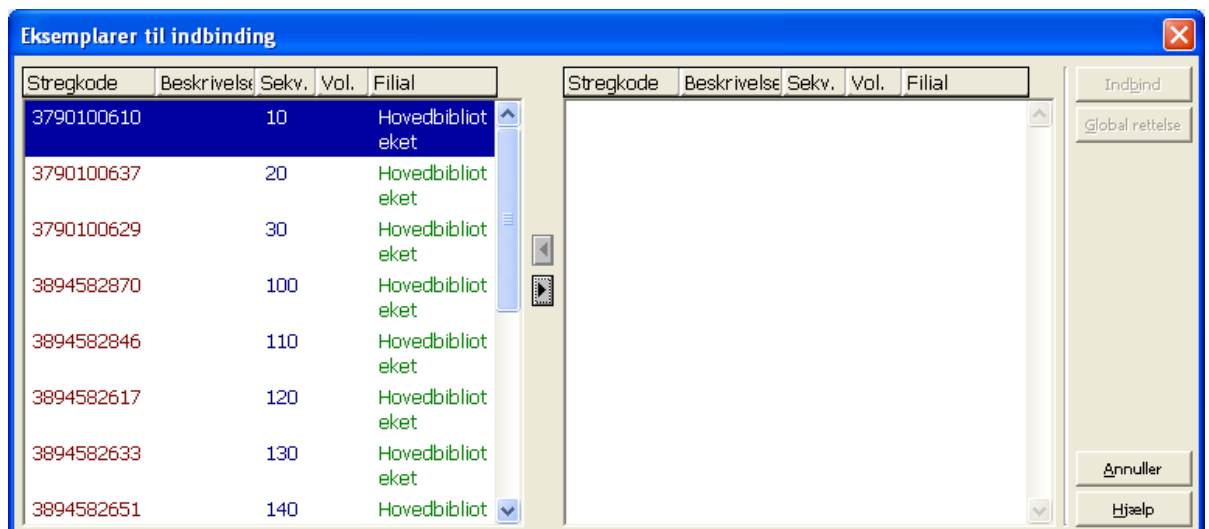 Eksemplarer til indbinding
Stregkode Beskrivelse Sekv. Vol. Filial
3790100610 10 Hovedbibliot
eket
3790100637 20 Hovedbibliot
eket
3790100629 30 Hovedbibliot
eket
3894582870 100 Hovedbibliot
eket
3894582846 110 Hovedbibliot
eket
3894582617 120 Hovedbibliot
eket
3894582633 130 Hovedbibliot
eket
3894582651 140 Hovedbibliot
Stregkode Beskrivelse Sekv. Vol. Filial
Indbind
Global rettelse
Annuller
Hjælp